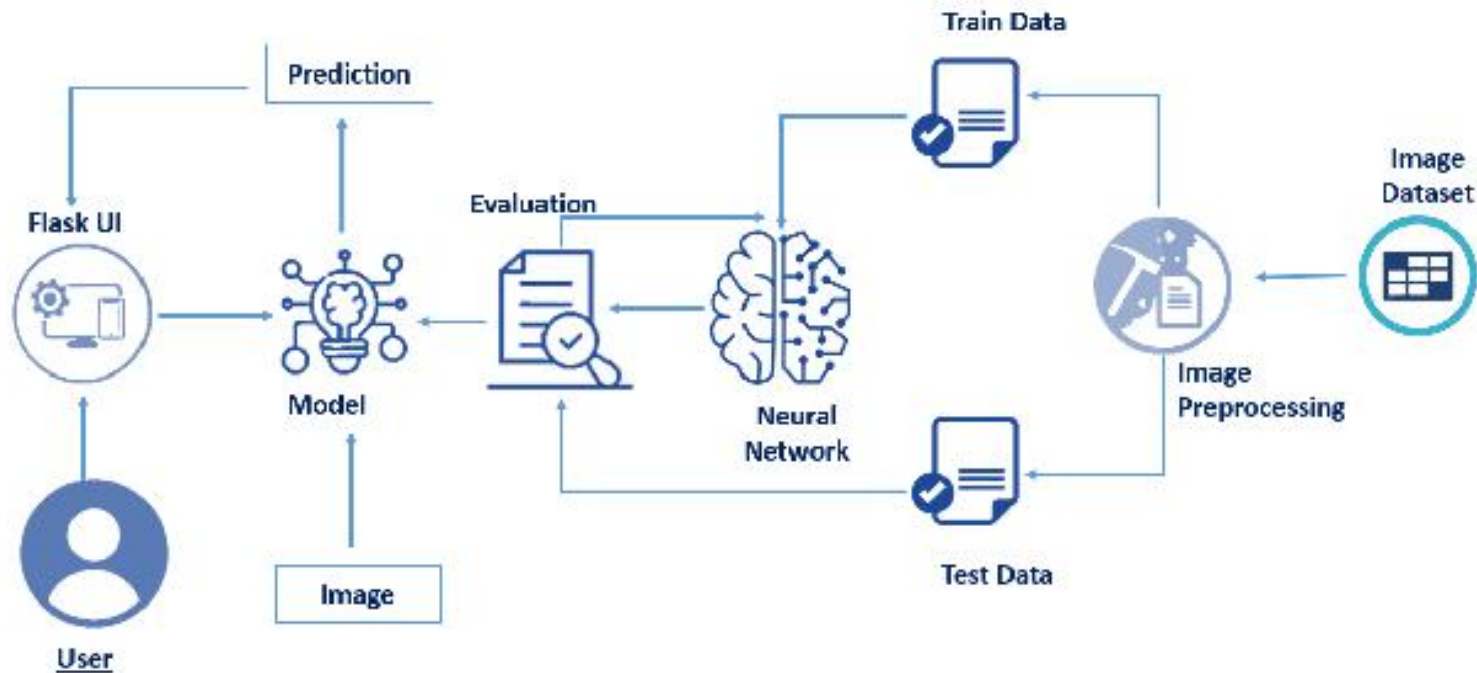 Train Data
Prediction
Image
Dataset
Evaluation
Flask UI
Image
Preprocessing
Model
Neural
Network
Test Data
Image
User